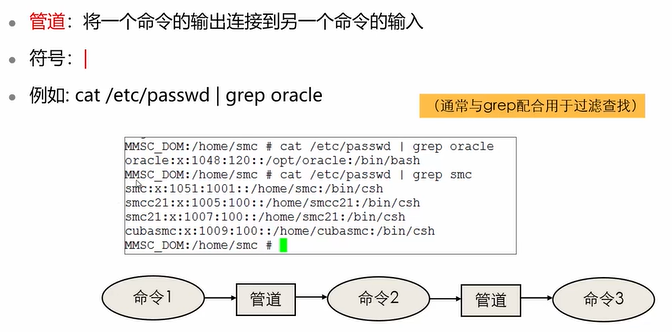 管道：将一个命令的输出连接到另一个命令的输入
符号：|
例如: cat /etc/passwd | grep oracle
（通常与grep配合用于过滤查找）
MMSC_DOM:/home/smc # cat /etc/passwd | grep oracle
oracle:x:1048:120::/opt/oracle:/bin/bash
MMSC_DOM:/home/smc # cat /etc/passwd | grep smc
smc:x:1051:1001::/home/smc:/bin/csh
smcc21:x:1005:100::/home/smcc21:/bin/csh
smc21:x:1007:100::/home/smc21:/bin/csh
cubasmc:x:1009:100::/home/cubasmc:/bin/csh
MMSC_DOM:/home/smc #
命令1 管道 命令2 管道 命令3